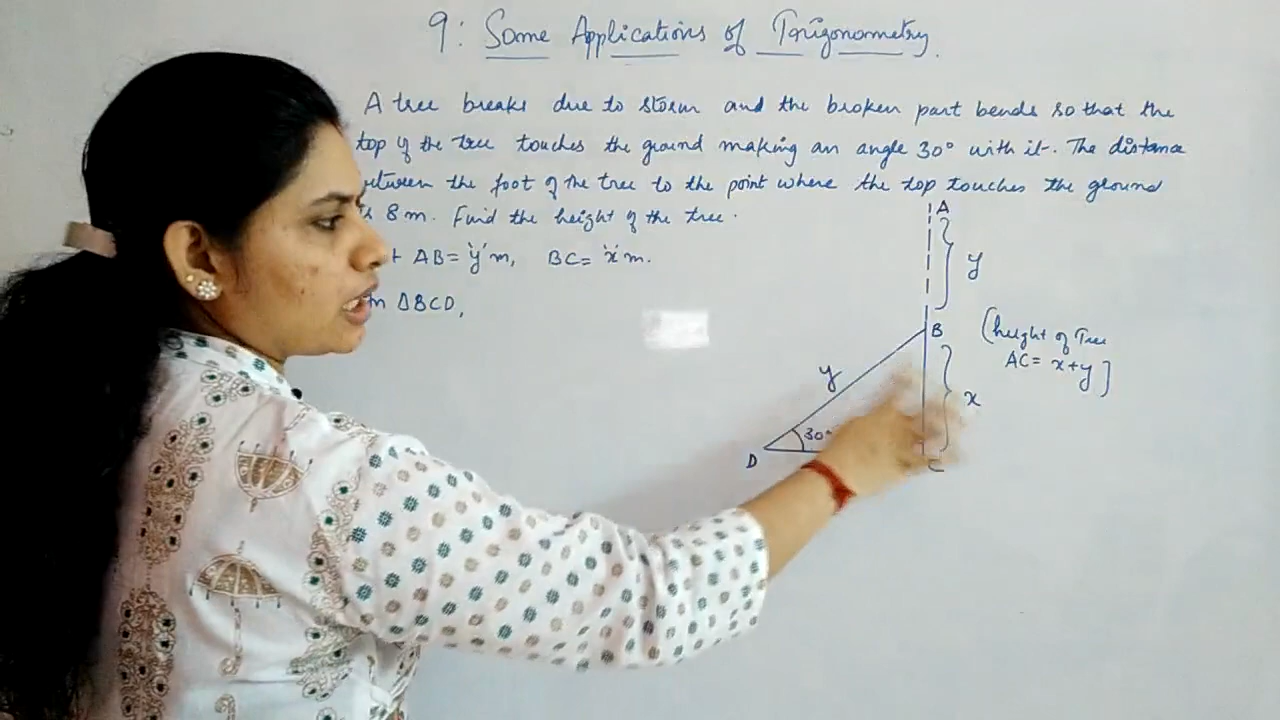 9: Some Applications of Trigonometry.
A tree breaks due to storm and the broken part bends so that the
top of the tree touches the ground making an angle 30° with it. The distance
the foot of the tree to the point where the top touches the ground
8 m. Find the height of the tree.
AB= 'y' m, BC= 'x' m.
In ΔBCD,
A
y
B
(height of Tree
AC= x+y]
y
x
30°
D
C